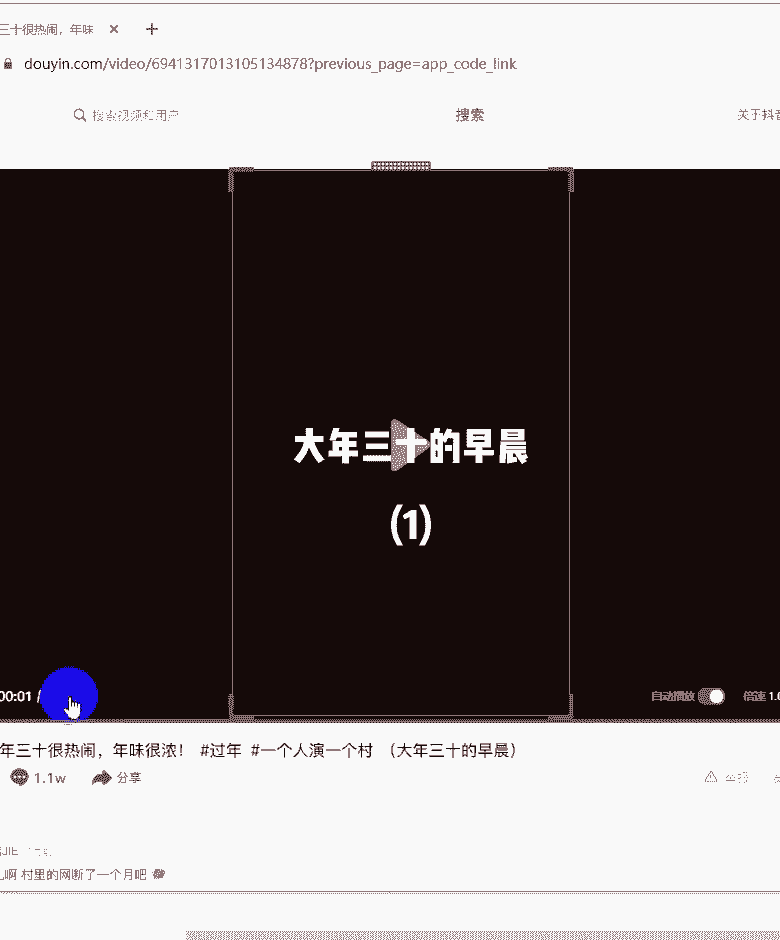 三十很热闹，年味
douyin.com/video/6941317013105134878?previous_page=app_code_link
搜索视频和用户
搜索
关于抖音
大年三十的早晨
(1)
00:01 /
自动播放
倍速 1.0
年三十很热闹，年味很浓！ #过年 #一个人演一个村 （大年三十的早晨）
1.1w
分享
举报
啊 村里的网断了一个月吧